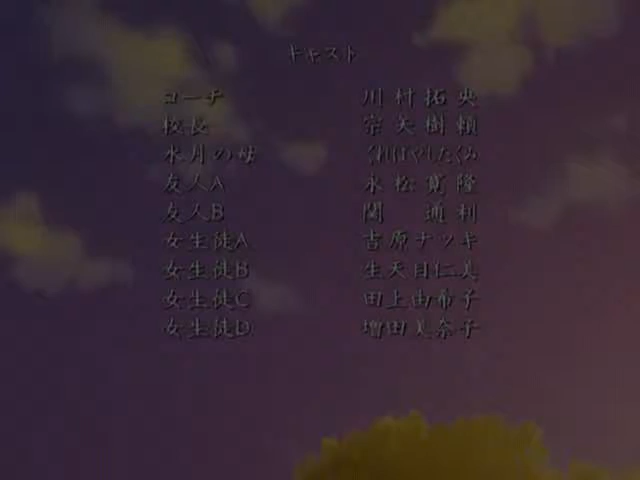 キャスト
コーチ 川村拓央
校長 宗矢樹頼
水月の母 くればやしたくみ
友人A 永松寛隆
友人B 関 通利
女生徒A 吉原ナツキ
女生徒B 生天目仁美
女生徒C 田上由希子
女生徒D 増田美奈子